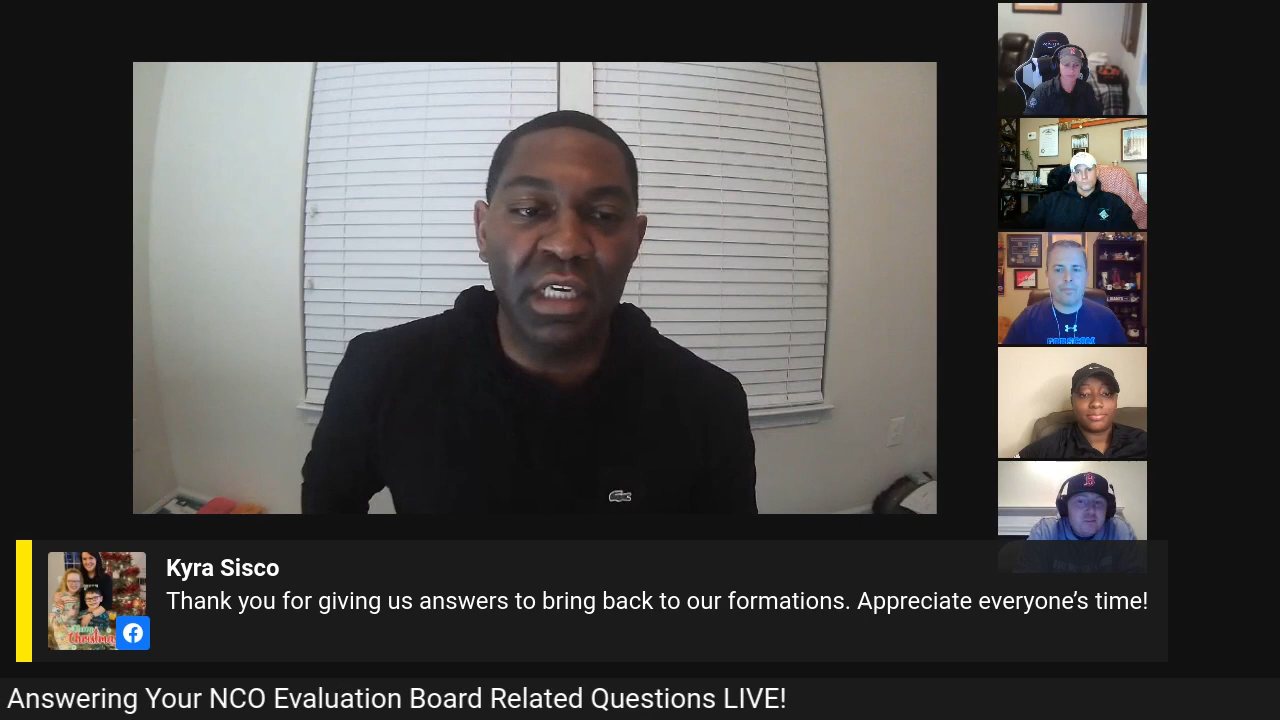 Kyra Sisco
Thank you for giving us answers to bring back to our formations. Appreciate everyone’s time!
Christmas
Answering Your NCO Evaluation Board Related Questions LIVE!